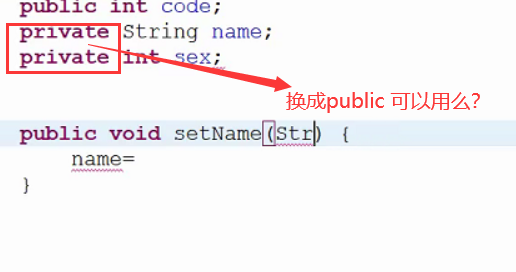 public int code;
private String name;
private int sex;
换成public 可以用么?
public void setName(Str) {
name=
}